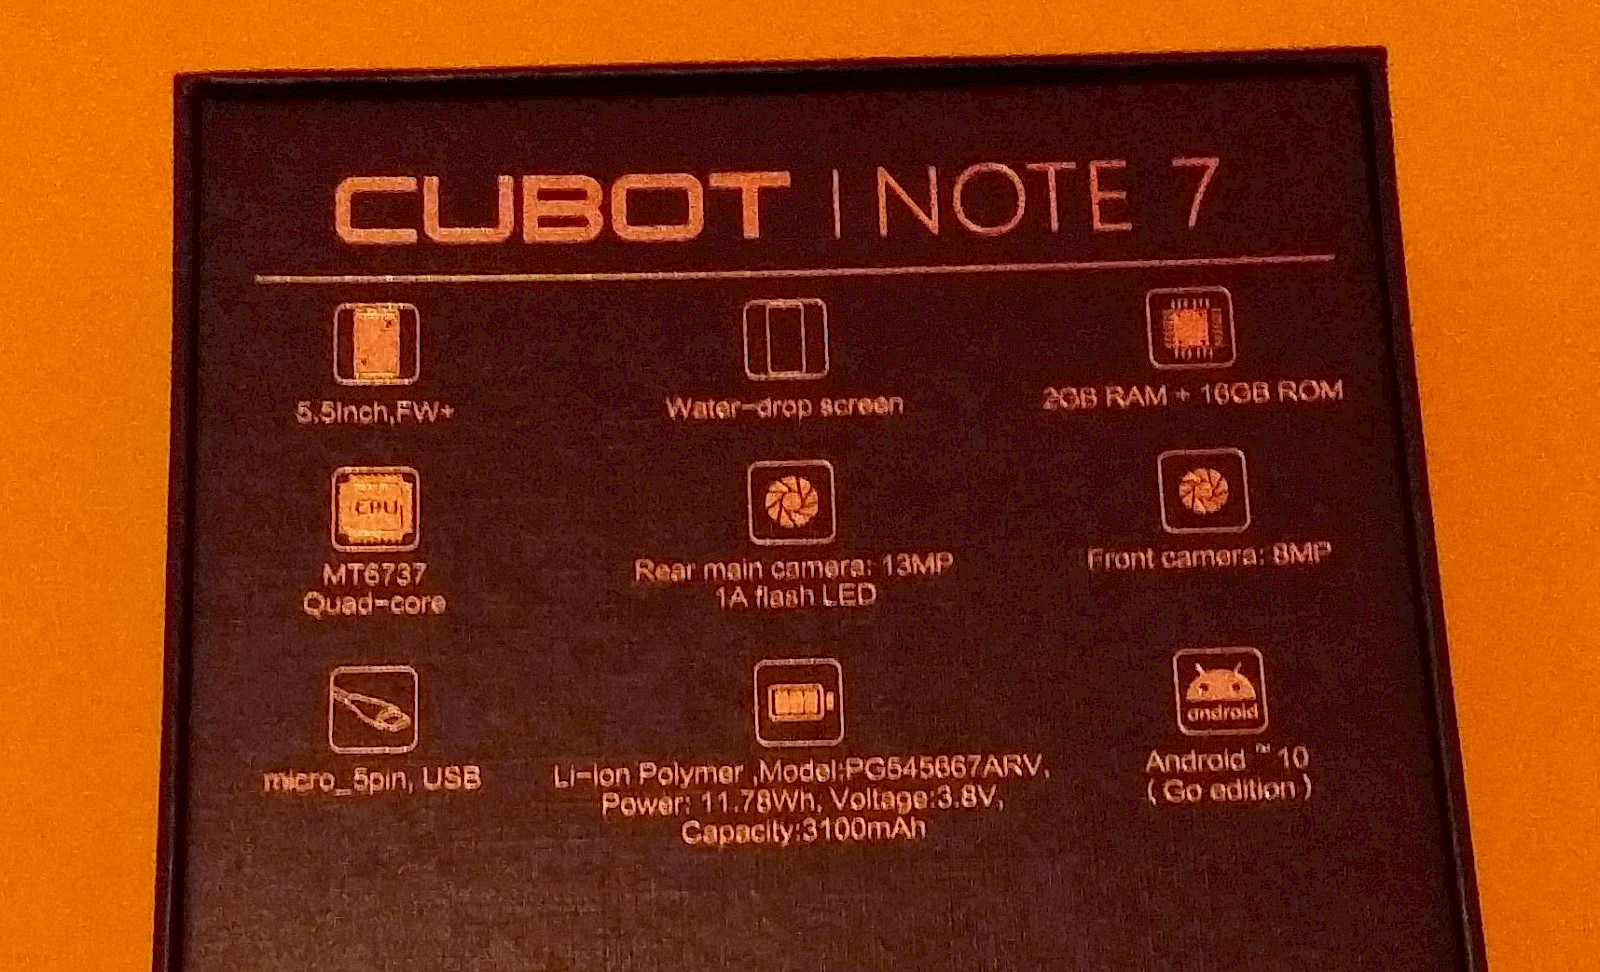 CUBOT | NOTE 7
5.5Inch,FW+
Water-drop screen
2GB RAM + 16GB ROM
CPU
MT6737
Quad-core
Rear main camera: 13MP
1A flash LED
Front camera: 8MP
micro_5pin, USB
Li-ion Polymer ,Model:PG545667ARV,
Power: 11.78Wh, Voltage:3.8V,
Capacity:3100mAh
android
Android™ 10
( Go edition )